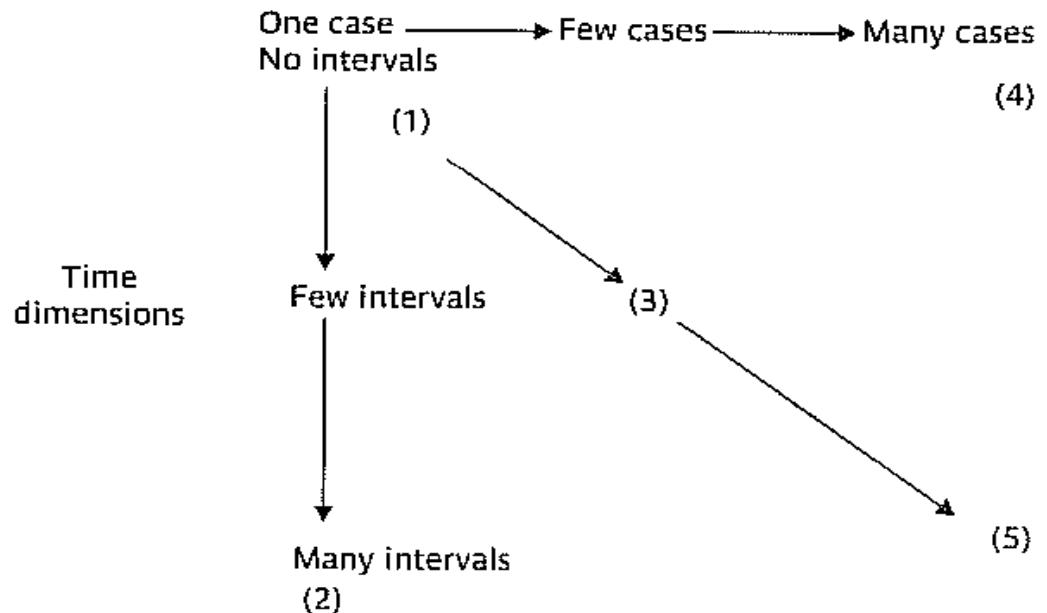 One case
No intervals
Few cases
Many cases
(1)
(4)
Time
dimensions
Few intervals
(3)
Many intervals
(2)
(5)